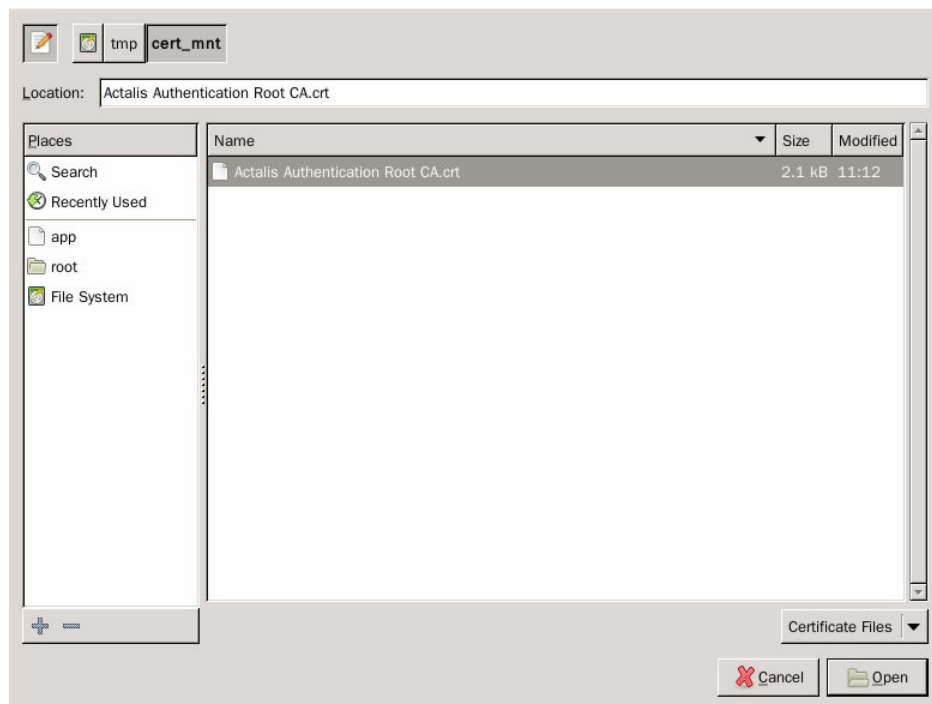 tmp cert_mnt
Location: Actalis Authentication Root CA.crt
Places
Search
Recently Used
app
root
File System
Name Size Modified
Actalis Authentication Root CA.crt 2.1 kB 11:12
Certificate Files
Cancel Open